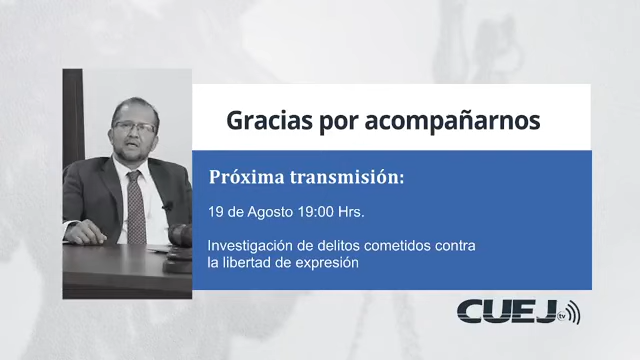 Gracias por acompañarnos
Próxima transmisión:
19 de Agosto 19:00 Hrs.
Investigación de delitos cometidos contra
la libertad de expresión
CUEJ tv